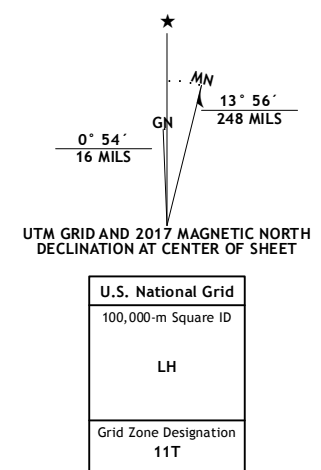 ★
MN
GN
13° 56´
248 MILS
0° 54´
16 MILS
UTM GRID AND 2017 MAGNETIC NORTH
DECLINATION AT CENTER OF SHEET
U.S. National Grid
100,000-m Square ID
LH
Grid Zone Designation
11T